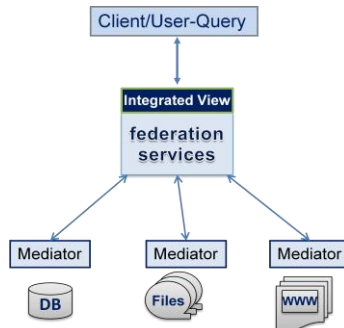 Client/User-Query
Integrated View
federation
services
Mediator
Mediator
Mediator
DB
Files
WWW